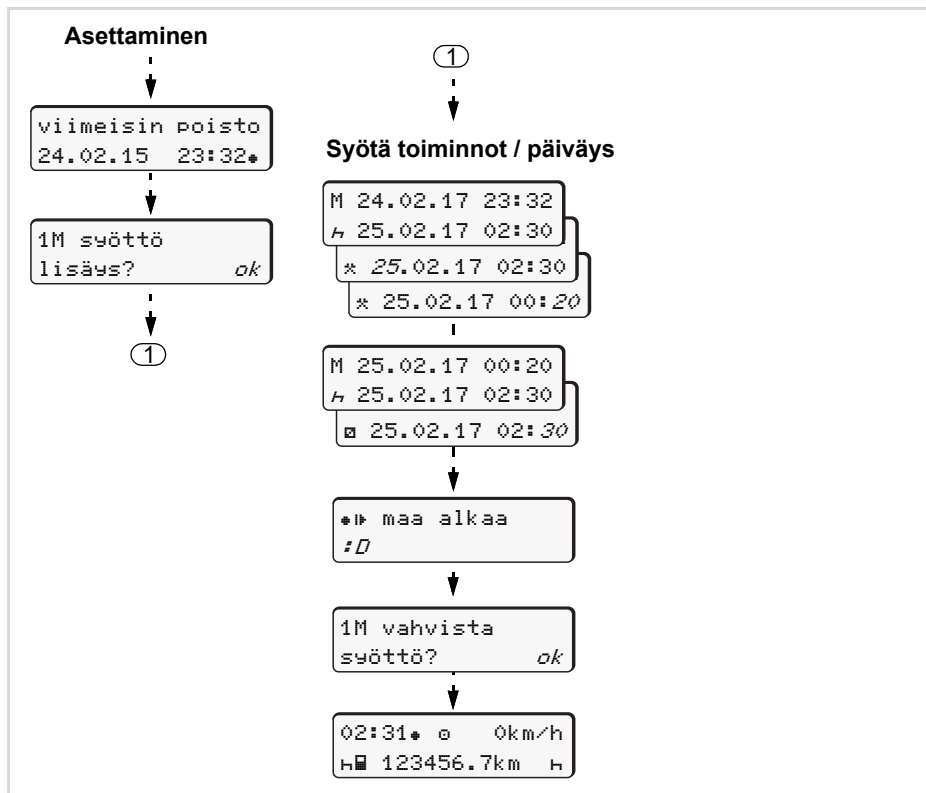 Asettaminen
viimeisin poisto
24.02.15 23:32●
1M syöttö
lisäys? ok
1
1
Syötä toiminnot / päiväys
M 24.02.17 23:32
h 25.02.17 02:30
25.02.17 02:30
25.02.17 00:20
M 25.02.17 00:20
h 25.02.17 02:30
25.02.17 02:30
●I▶ maa alkaa
:D
1M vahvista
syöttö? ok
02:31● ⊙ 0km/h
h 123456.7km h